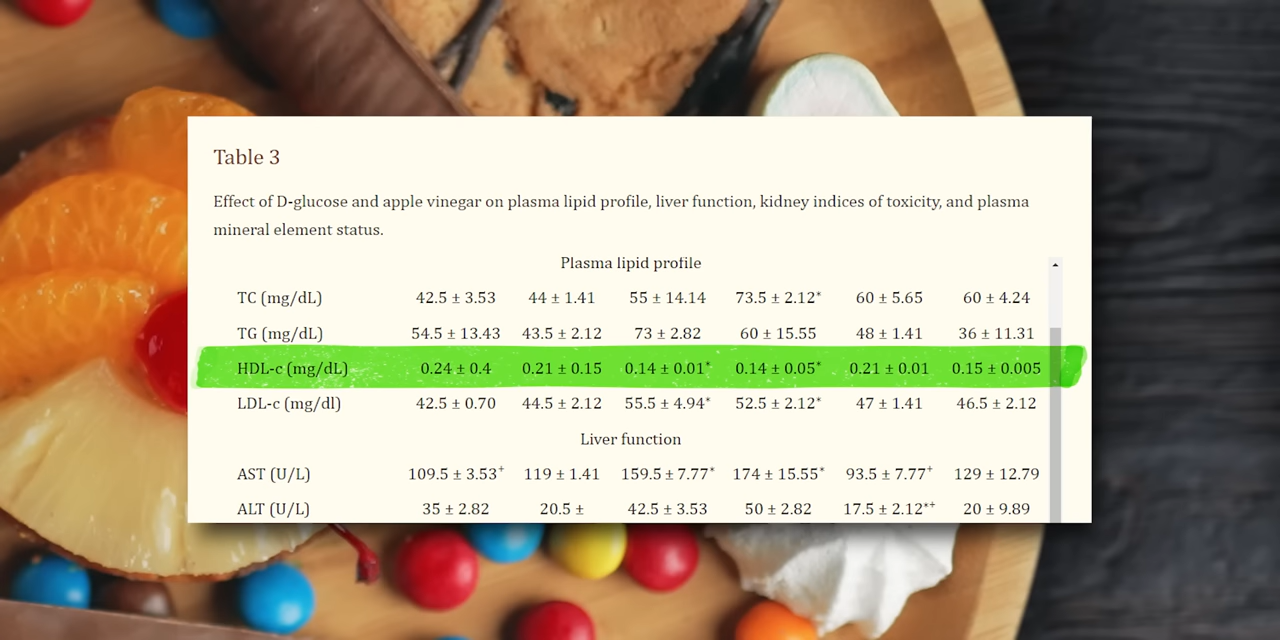 Table 3
Effect of D-glucose and apple vinegar on plasma lipid profile, liver function, kidney indices of toxicity, and plasma
mineral element status.
Plasma lipid profile
TC (mg/dL) 42.5 ± 3.53 44 ± 1.41 55 ± 14.14 73.5 ± 2.12* 60 ± 5.65 60 ± 4.24
TG (mg/dL) 54.5 ± 13.43 43.5 ± 2.12 73 ± 2.82 60 ± 15.55 48 ± 1.41 36 ± 11.31
HDL-c (mg/dL) 0.24 ± 0.4 0.21 ± 0.15 0.14 ± 0.01* 0.14 ± 0.05* 0.21 ± 0.01 0.15 ± 0.005
LDL-c (mg/dl) 42.5 ± 0.70 44.5 ± 2.12 55.5 ± 4.94* 52.5 ± 2.12* 47 ± 1.41 46.5 ± 2.12
Liver function
AST (U/L) 109.5 ± 3.53⁺ 119 ± 1.41 159.5 ± 7.77* 174 ± 15.55* 93.5 ± 7.77⁺ 129 ± 12.79
ALT (U/L) 35 ± 2.82 20.5 ± 42.5 ± 3.53 50 ± 2.82 17.5 ± 2.12*⁺ 20 ± 9.89